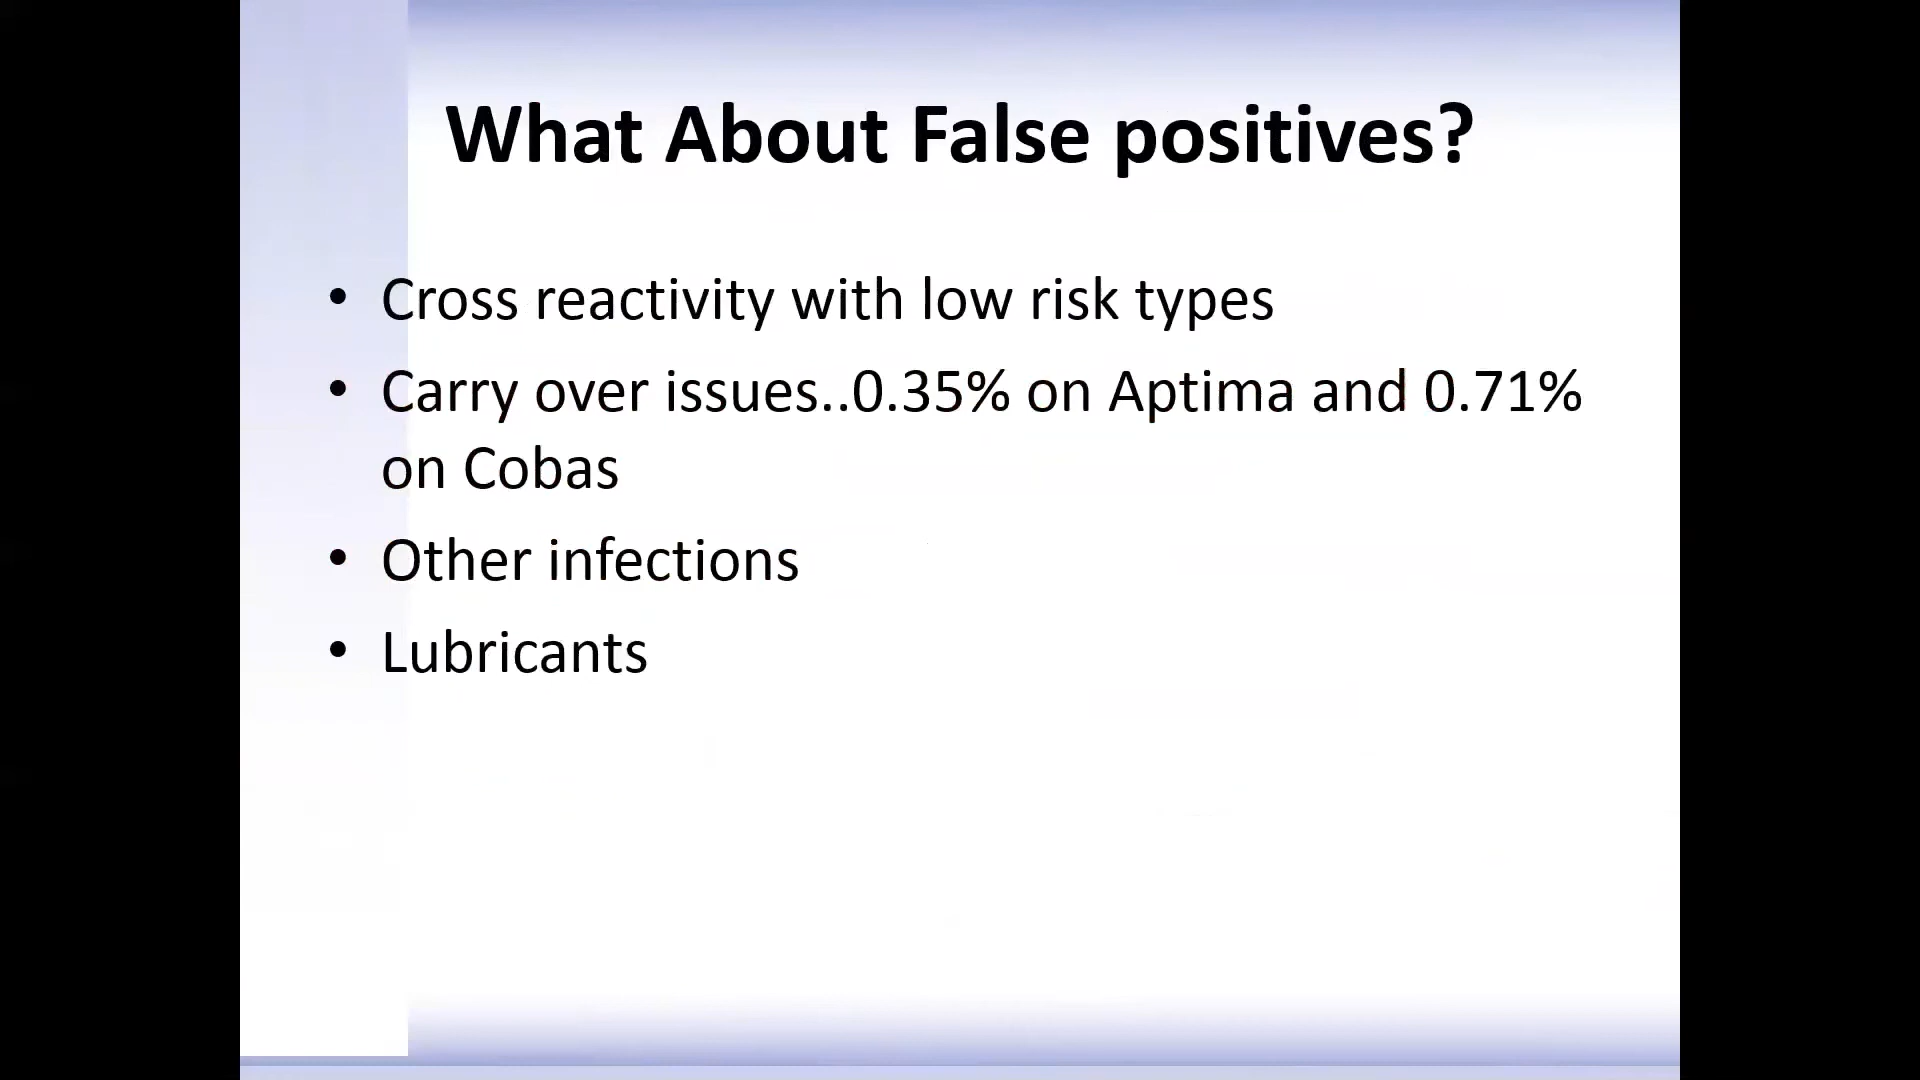 What About False positives?
• Cross reactivity with low risk types
• Carry over issues..0.35% on Aptima and 0.71%
on Cobas
• Other infections
• Lubricants